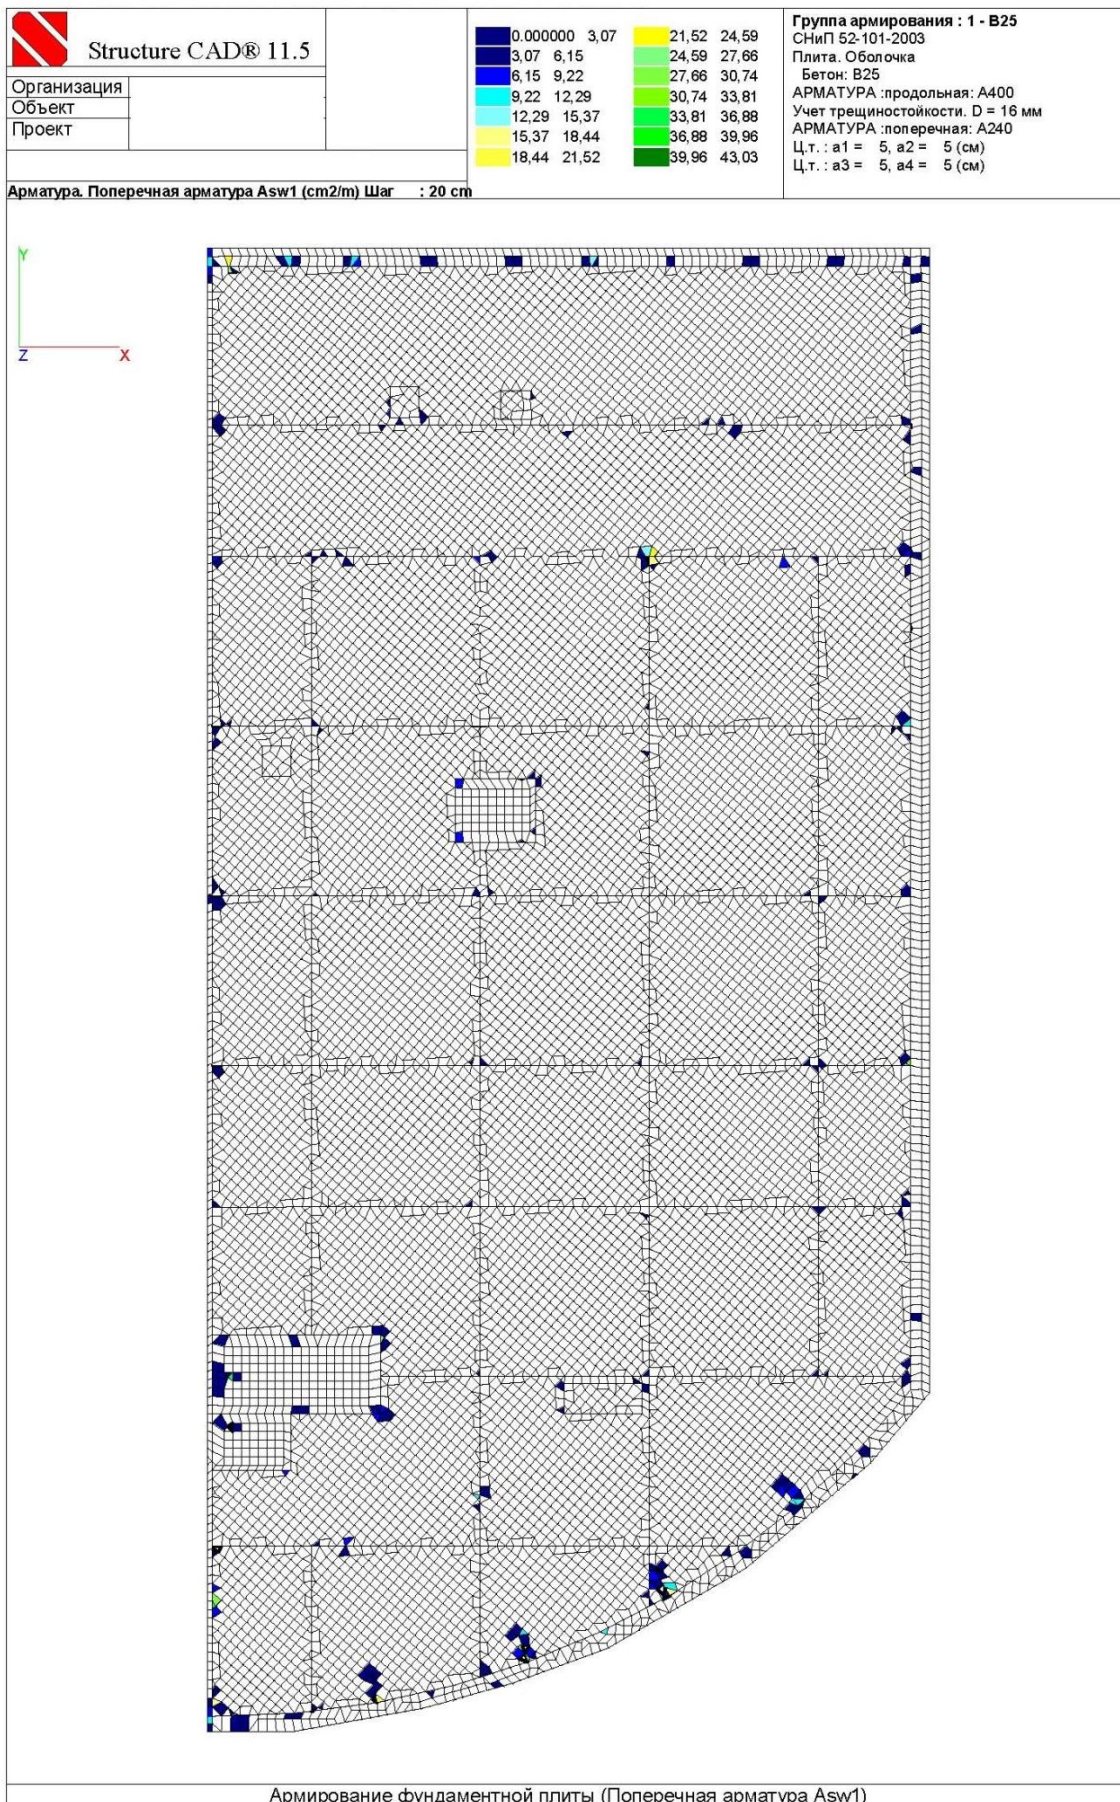 Structure CAD® 11.5
Организация
Объект
Проект
Арматура. Поперечная арматура Asw1 (cm2/m) Шаг : 20 cm
0.000000 3,07
3,07 6,15
6,15 9,22
9,22 12,29
12,29 15,37
15,37 18,44
18,44 21,52
21,52 24,59
24,59 27,66
27,66 30,74
30,74 33,81
33,81 36,88
36,88 39,96
39,96 43,03
Группа армирования : 1 - B25
СНиП 52-101-2003
Плита. Оболочка
Бетон: B25
АРМАТУРА :продольная: A400
Учет трещиностойкости. D = 16 мм
АРМАТУРА :поперечная: A240
Ц.т. : a1 = 5, a2 = 5 (см)
Ц.т. : a3 = 5, a4 = 5 (см)
Y
Z X
Армирование фундаментной плиты (Поперечная арматура Asw1)